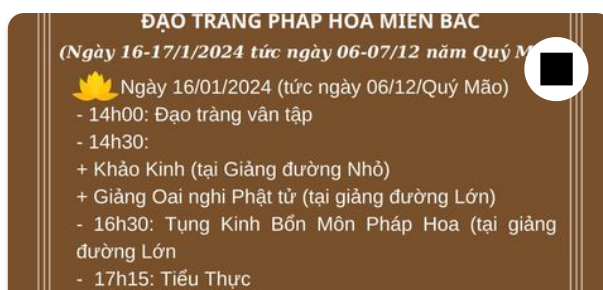 ĐẠO TRÀNG PHÁP HOA MIỀN BẮC
(Ngày 16-17/1/2024 tức ngày 06-07/12 năm Quý
Ngày 16/01/2024 (tức ngày 06/12/Quý Mão)
- 14h00: Đạo tràng vân tập
- 14h30:
+ Khảo Kinh (tại Giảng đường Nhỏ)
+ Giảng Oai nghi Phật tử (tại giảng đường Lớn)
- 16h30: Tụng Kinh Bổn Môn Pháp Hoa (tại giảng
đường Lớn
- 17h15: Tiểu Thực